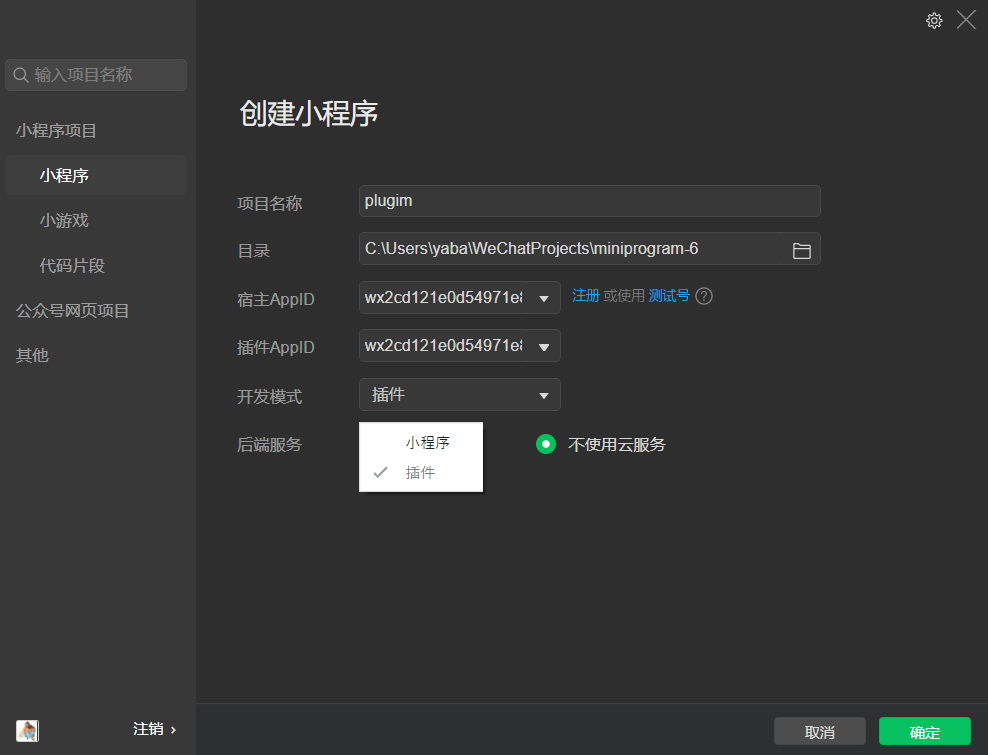 输入项目名称
小程序项目
小程序
小游戏
代码片段
公众号网页项目
其他
注销 ›
创建小程序
项目名称 plugim
目录 C:\Users\yaba\WeChatProjects\miniprogram-6
宿主AppID wx2cd121e0d54971e 注册 或使用 测试号 ?
插件AppID wx2cd121e0d54971e
开发模式 插件
后端服务 不使用云服务
小程序
插件
取消 确定